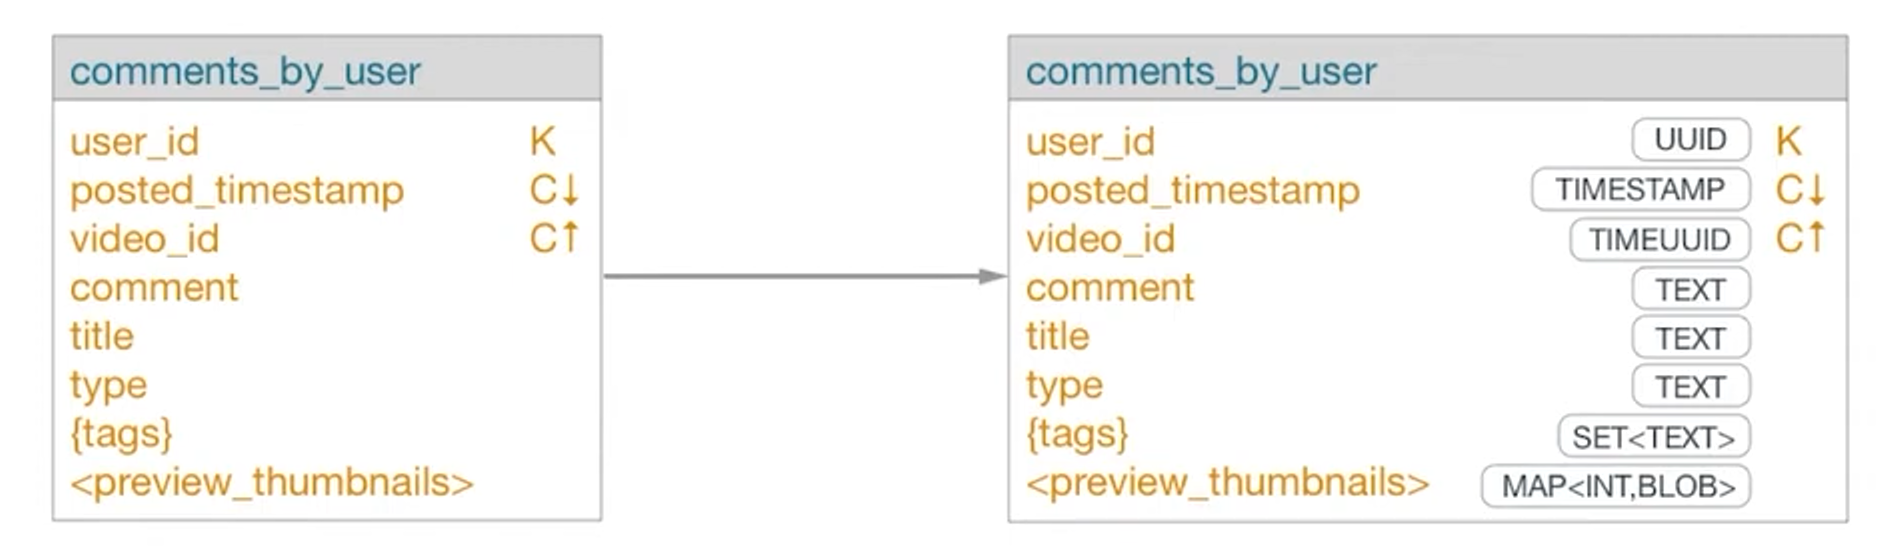 comments_by_user
user_id K
posted_timestamp C↓
video_id C↑
comment
title
type
{tags}
<preview_thumbnails>
comments_by_user
user_id UUID K
posted_timestamp TIMESTAMP C↓
video_id TIMEUUID C↑
comment TEXT
title TEXT
type TEXT
{tags} SET<TEXT>
<preview_thumbnails> MAP<INT,BLOB>